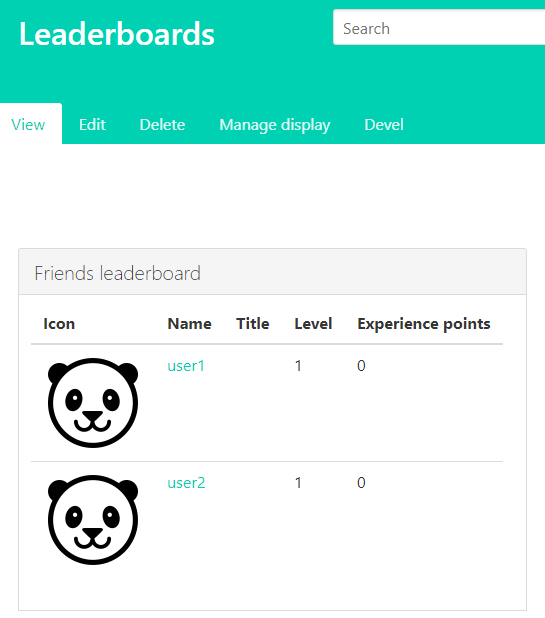 Leaderboards
Search
View Edit Delete Manage display Devel
Friends leaderboard
Icon Name Title Level Experience points
user1 1 0
user2 1 0